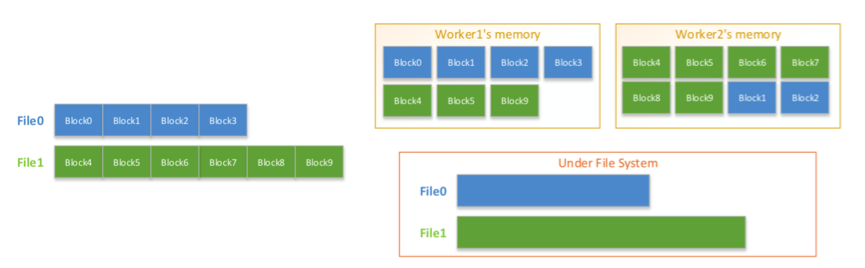 File0 Block0 Block1 Block2 Block3
File1 Block4 Block5 Block6 Block7 Block8 Block9
Worker1's memory
Block0 Block1 Block2 Block3
Block4 Block5 Block9
Worker2's memory
Block4 Block5 Block6 Block7
Block8 Block9 Block1 Block2
Under File System
File0
File1